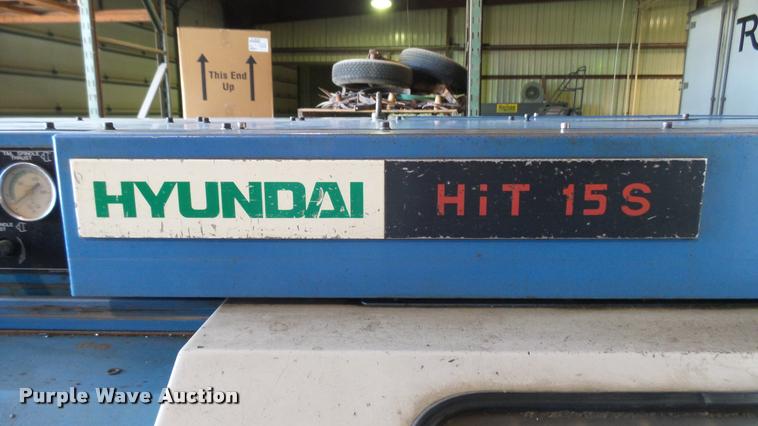 This End
Up
R
HYUNDAI HiT 15S
Purple Wave Auction